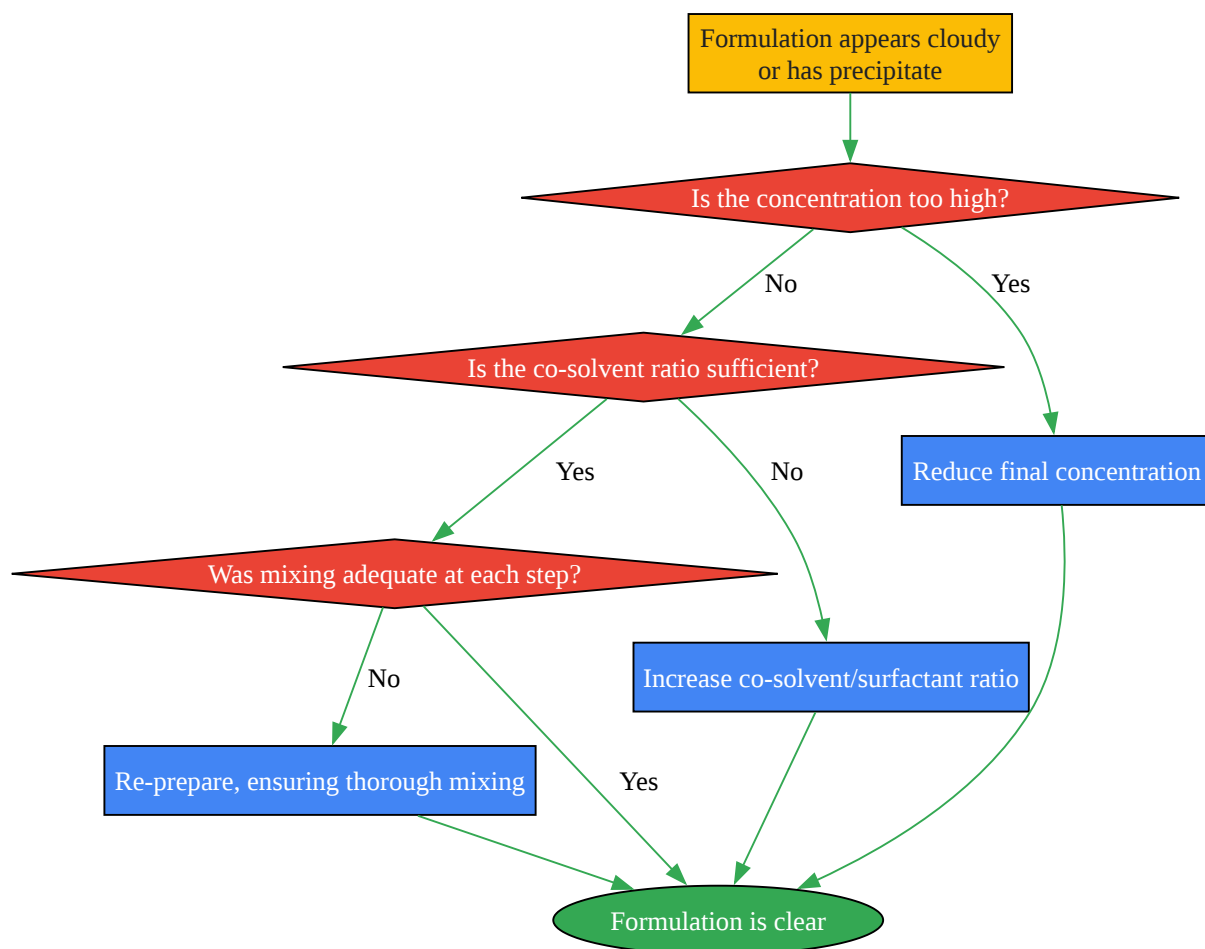 Formulation appears cloudy
or has precipitate
Is the concentration too high?
No
Yes
Is the co-solvent ratio sufficient?
Yes
No
Reduce final concentration
Was mixing adequate at each step?
No
Increase co-solvent/surfactant ratio
Re-prepare, ensuring thorough mixing
Yes
Formulation is clear